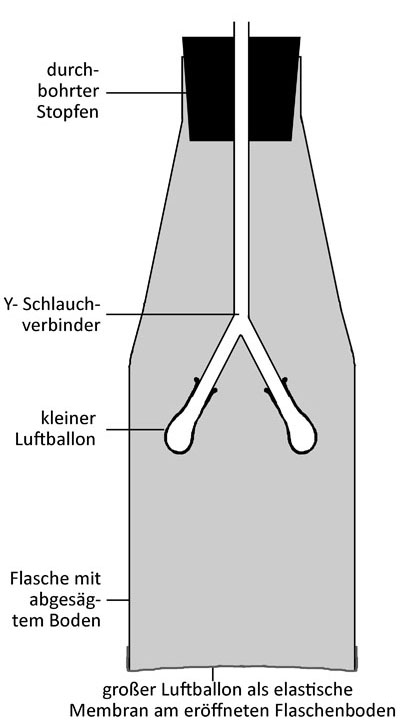 durch-
bohrter
Stopfen
Y- Schlauch-
verbinder
kleiner
Luftballon
Flasche mit
abgesäg-
tem Boden
großer Luftballon als elastische
Membran am eröffneten Flaschenboden